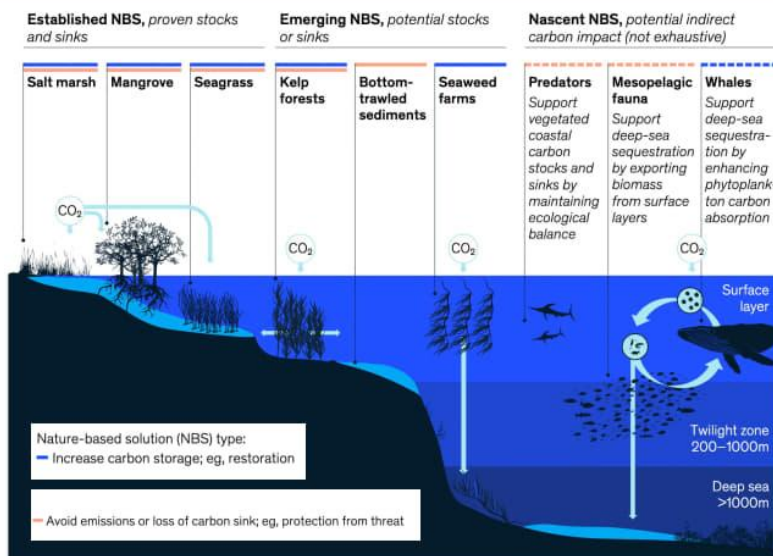 Established NBS, proven stocks
and sinks
Emerging NBS, potential stocks
or sinks
Nascent NBS, potential indirect
carbon impact (not exhaustive)
Salt marsh
Mangrove
Seagrass
Kelp
forests
Bottom-
trawled
sediments
Seaweed
farms
Predators
Support
vegetated
coastal
carbon
stocks and
sinks by
maintaining
ecological
balance
Mesopelagic
fauna
Support
deep-sea
sequestration
by exporting
biomass
from surface
layers
Whales
Support
deep-sea
sequestra-
tion by
enhancing
phytoplank-
ton carbon
absorption
CO2
CO2
CO2
CO2
Surface
layer
Twilight zone
200–1000m
Deep sea
>1000m
Nature-based solution (NBS) type:
Increase carbon storage; eg, restoration
Avoid emissions or loss of carbon sink; eg, protection from threat